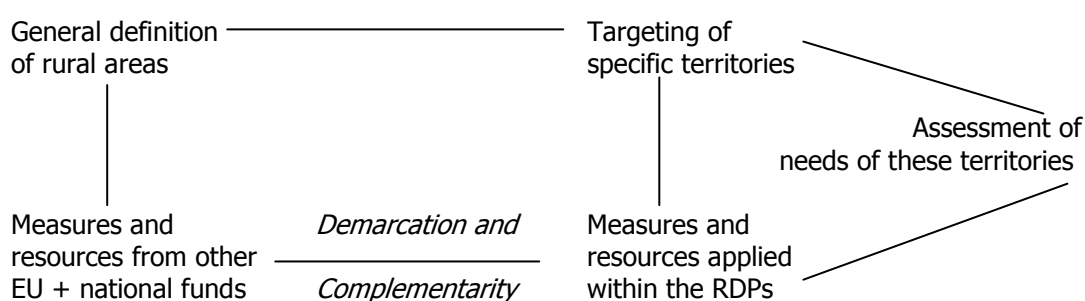 General definition
of rural areas
Targeting of
specific territories
Assessment of
needs of these territories
Measures and
resources from other
EU + national funds
Demarcation and
Complementarity
Measures and
resources applied
within the RDPs